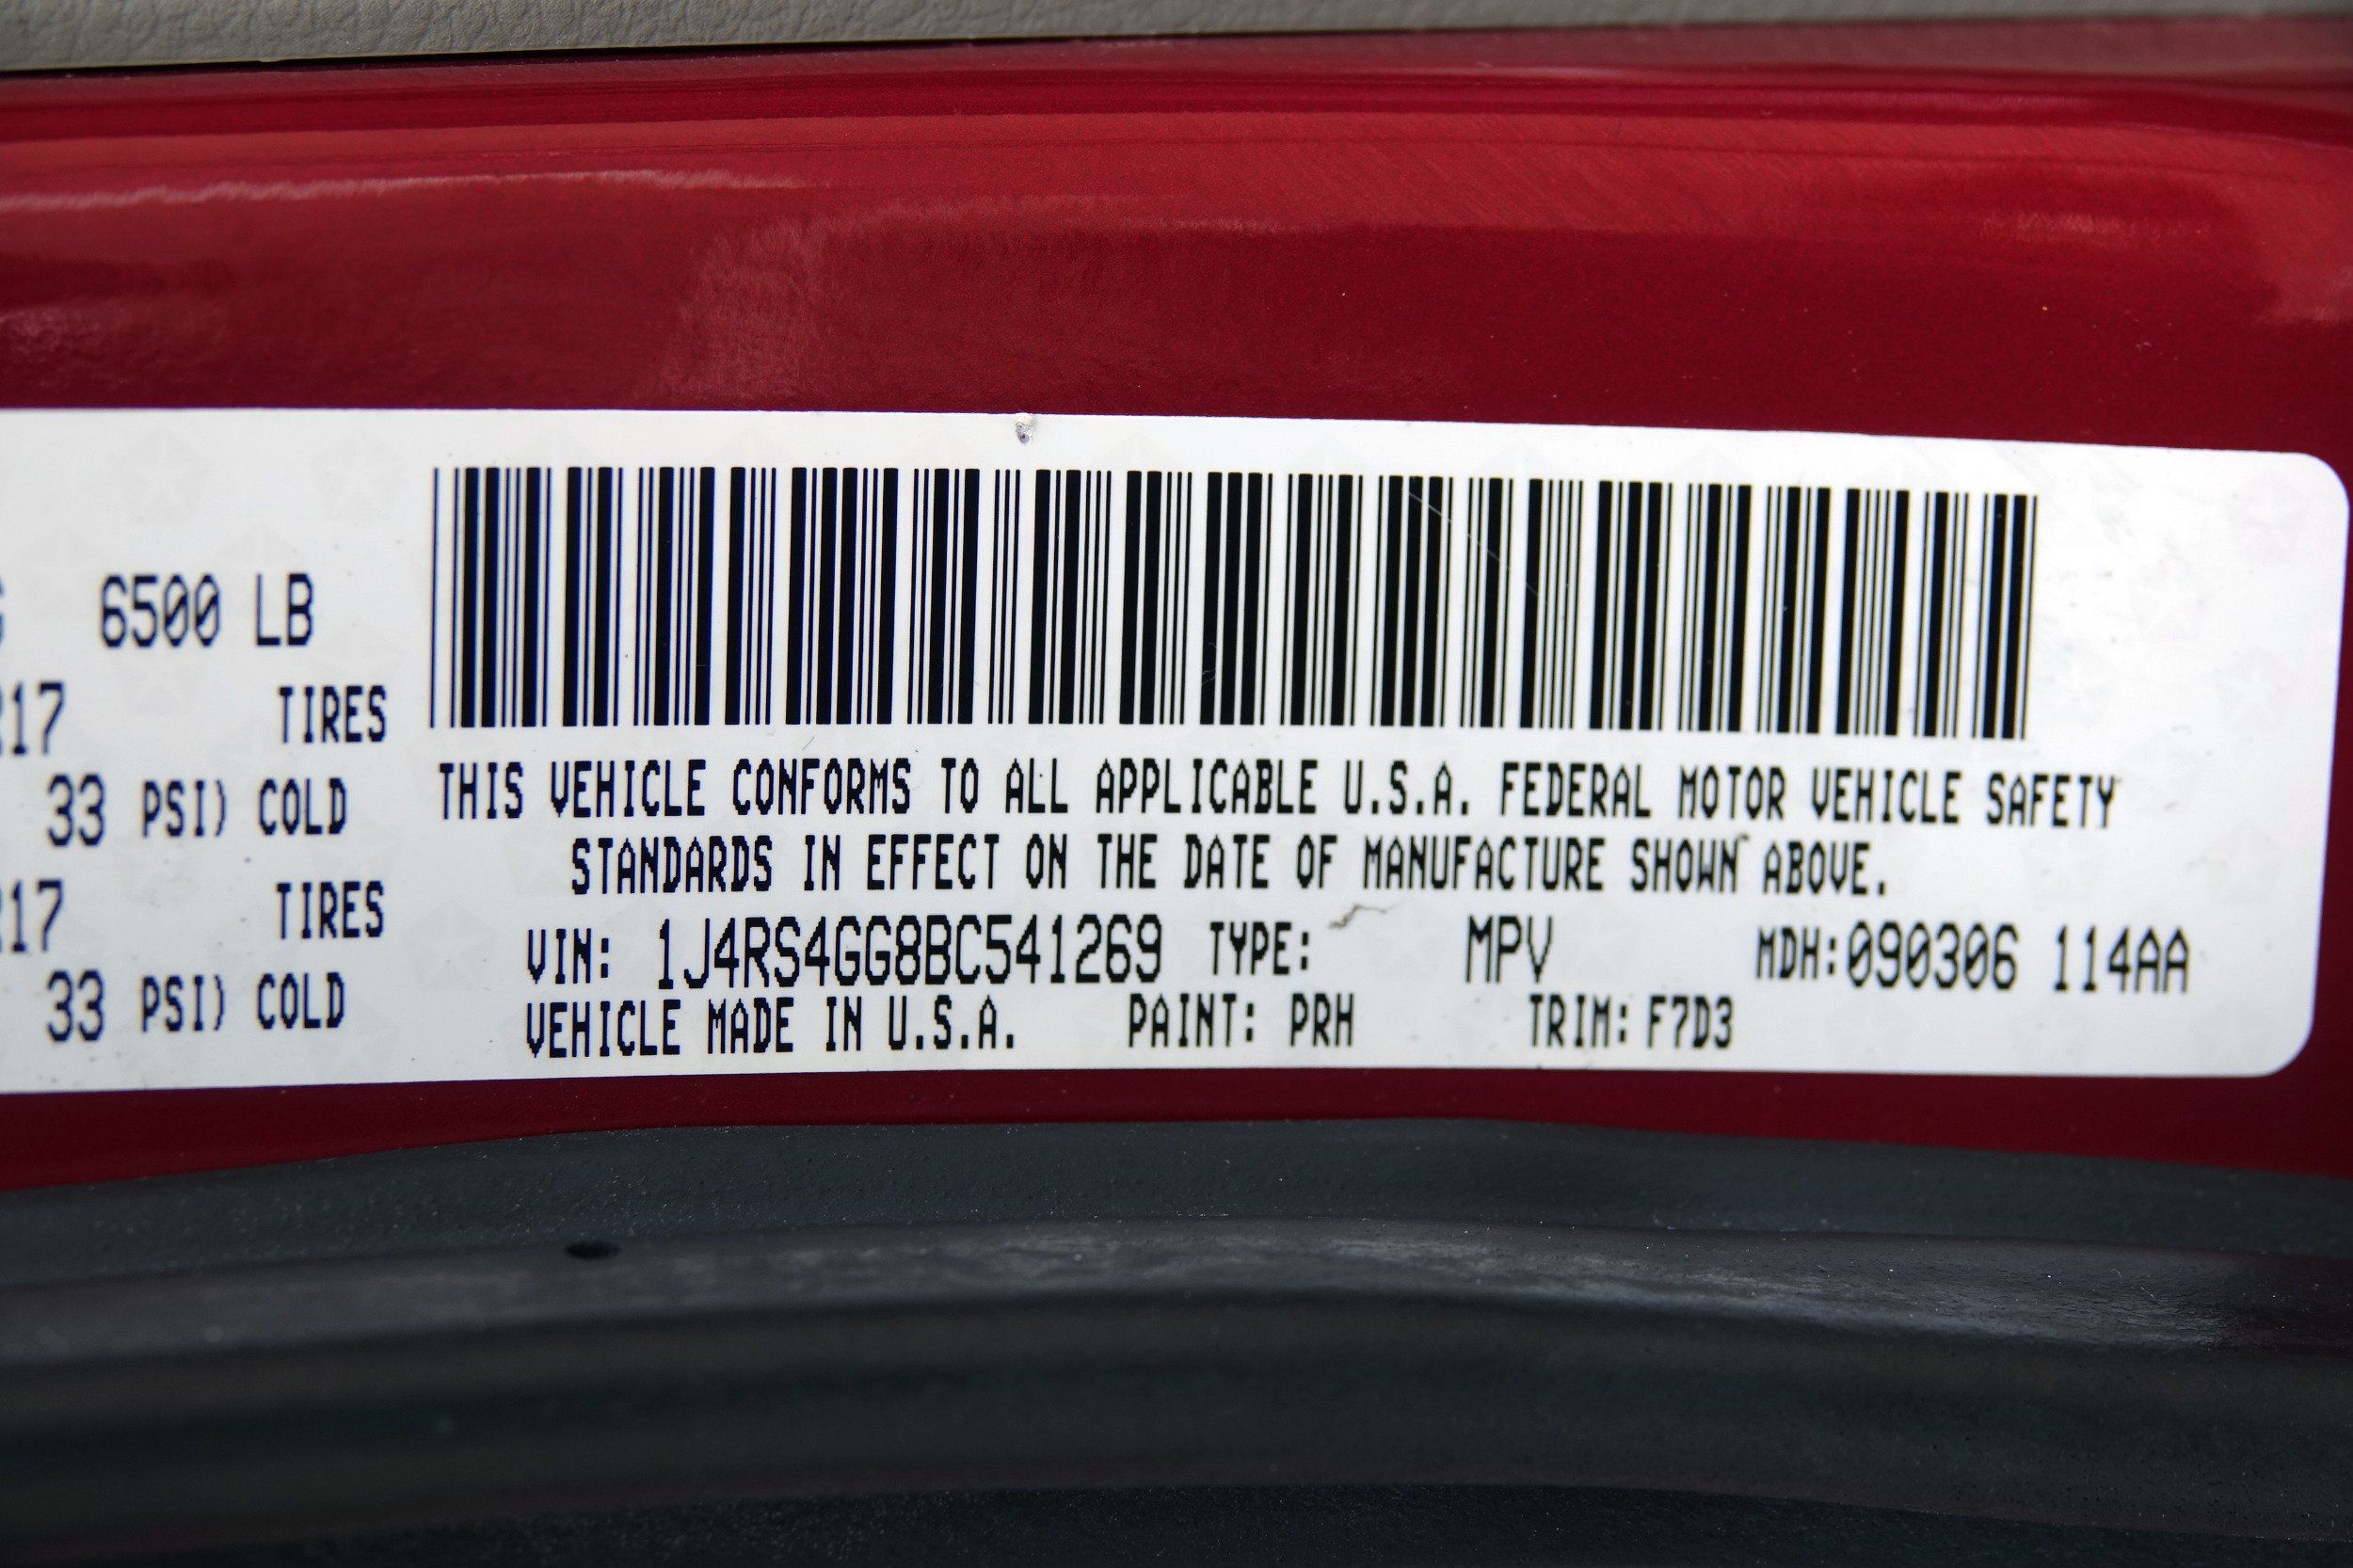 6500 LB
17 TIRES
33 PSI) COLD
17 TIRES
33 PSI) COLD
THIS VEHICLE CONFORMS TO ALL APPLICABLE U.S.A. FEDERAL MOTOR VEHICLE SAFETY
STANDARDS IN EFFECT ON THE DATE OF MANUFACTURE SHOWN ABOVE.
VIN: 1J4RS4GG8BC541269 TYPE: MPV MDH:090306 114AA
VEHICLE MADE IN U.S.A. PAINT: PRH TRIM: F7D3